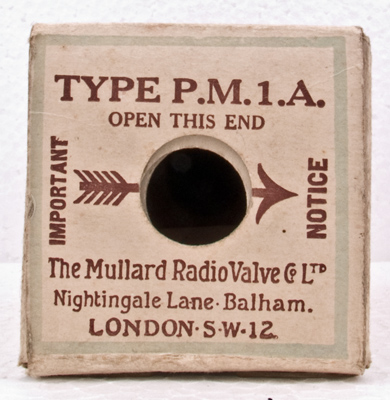 TYPE P.M.1.A.
OPEN THIS END
IMPORTANT
NOTICE
The Mullard Radio Valve Co LTD
Nightingale Lane · Balham.
LONDON · S · W · 12.